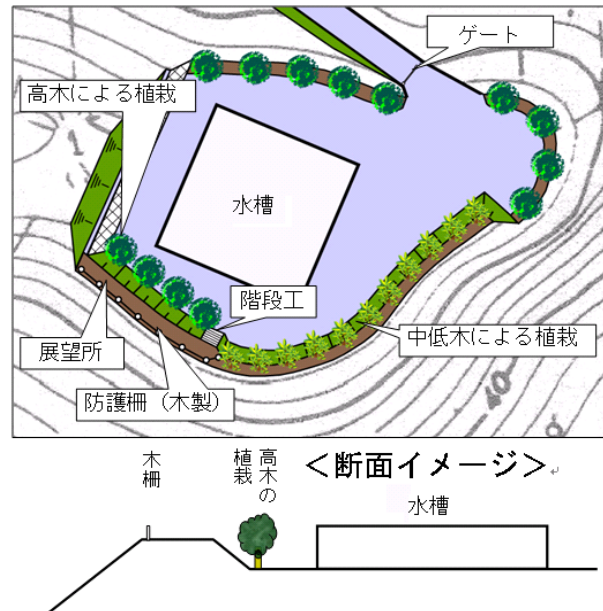 ゲート
高木による植栽
水槽
階段工
展望所
中低木による植栽
防護柵（木製）
40
木柵
高木の
植栽
＜断面イメージ＞
水槽